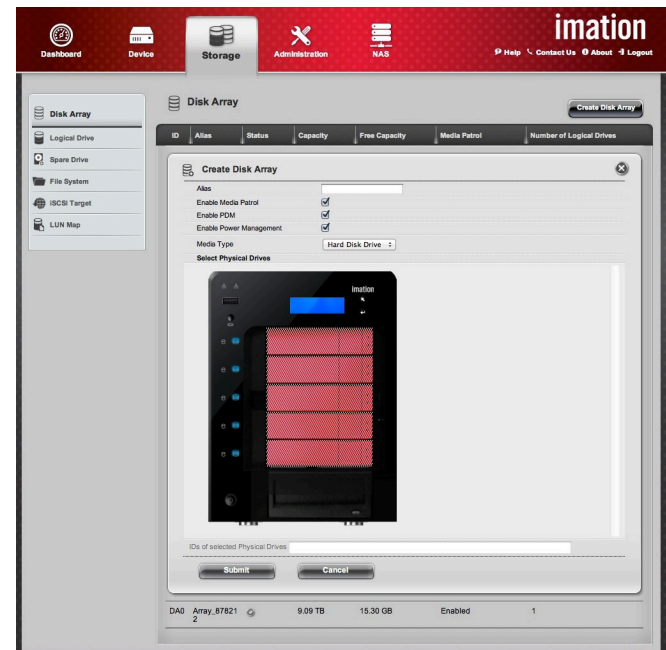 imation
Dashboard
Device
Storage
Administration
NAS
Help
Contact Us
About
Logout
Disk Array
Logical Drive
Spare Drive
File System
iSCSI Target
LUN Map
Disk Array
Create Disk Array
ID Alias Status Capacity Free Capacity Media Patrol Number of Logical Drives
Create Disk Array
Alias
Enable Media Patrol
Enable PDM
Enable Power Management
Media Type Hard Disk Drive
Select Physical Drives
imation
IDs of selected Physical Drives
Submit Cancel
DA0 Array_87821 9.09 TB 15.30 GB Enabled 1
2